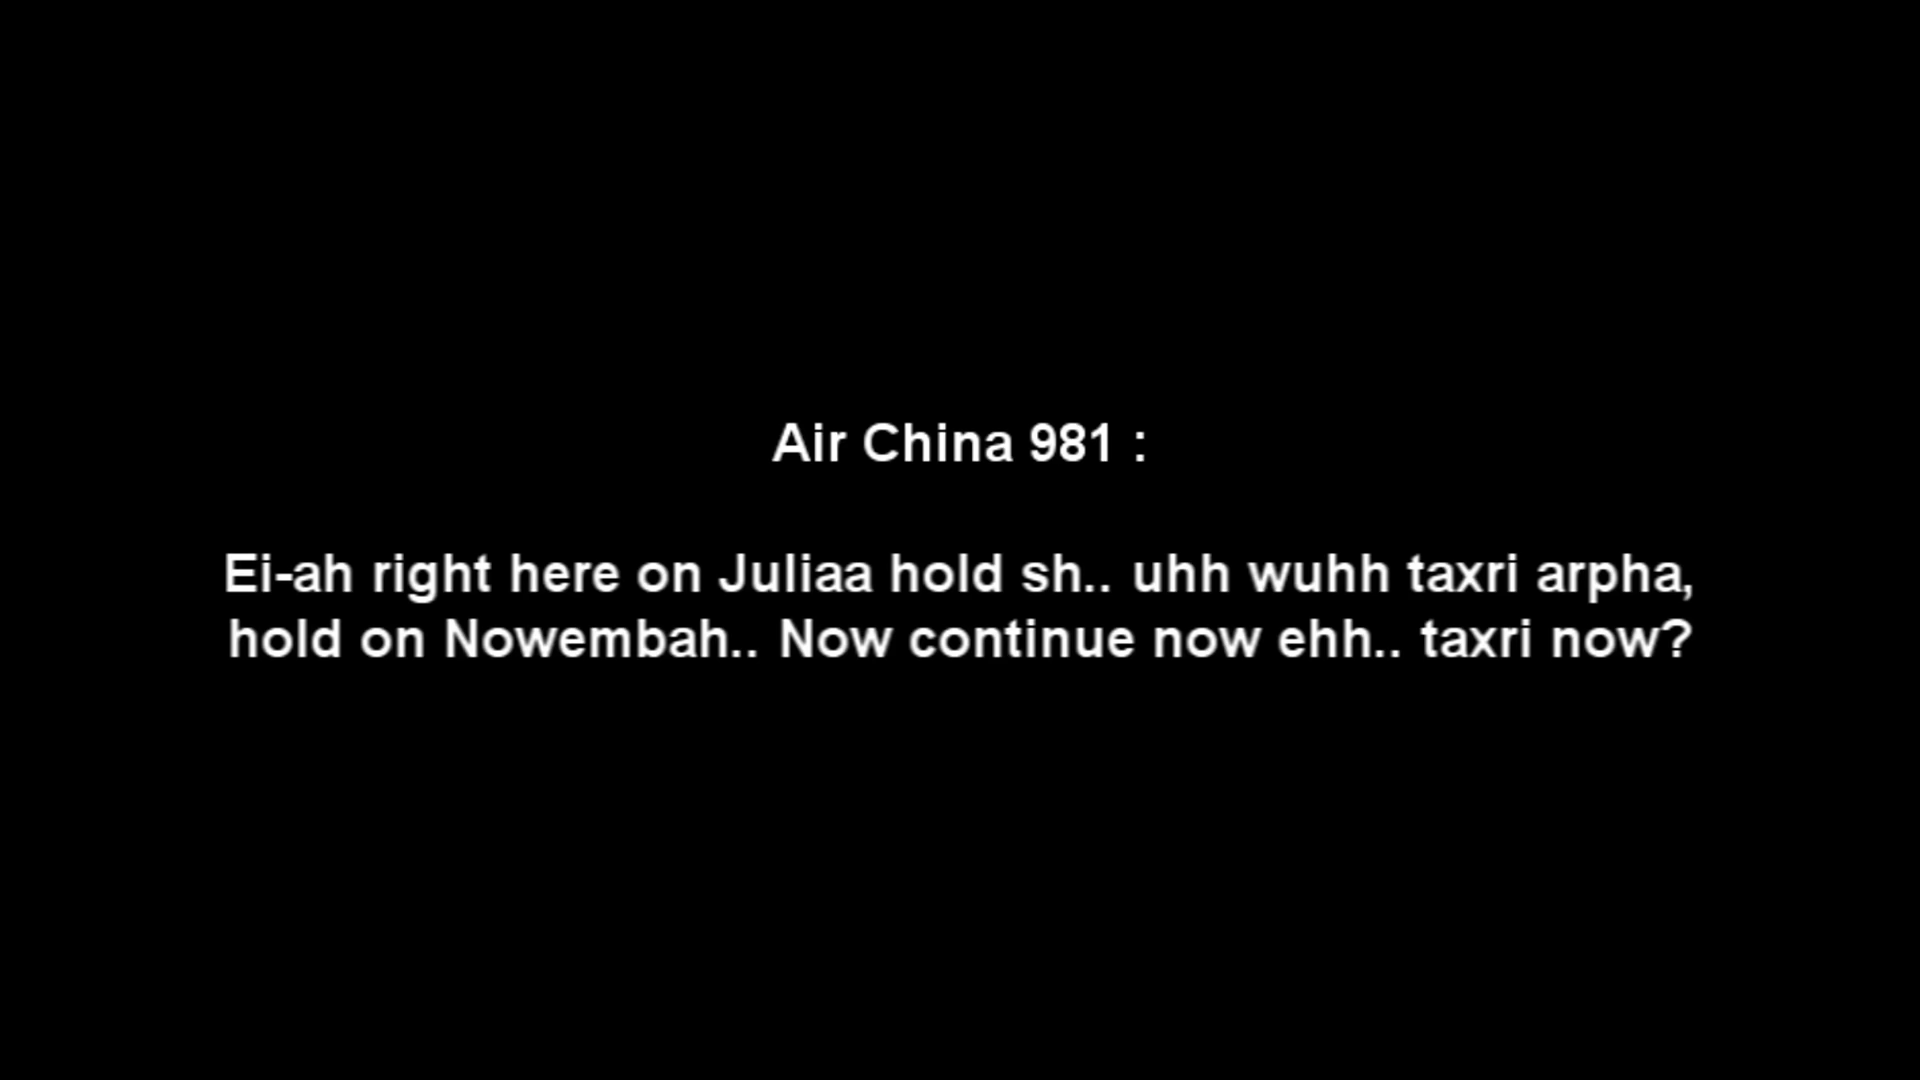 Air China 981 :
Ei-ah right here on Juliaa hold sh.. uhh wuhh taxri arpha,
hold on Nowembah.. Now continue now ehh.. taxri now?